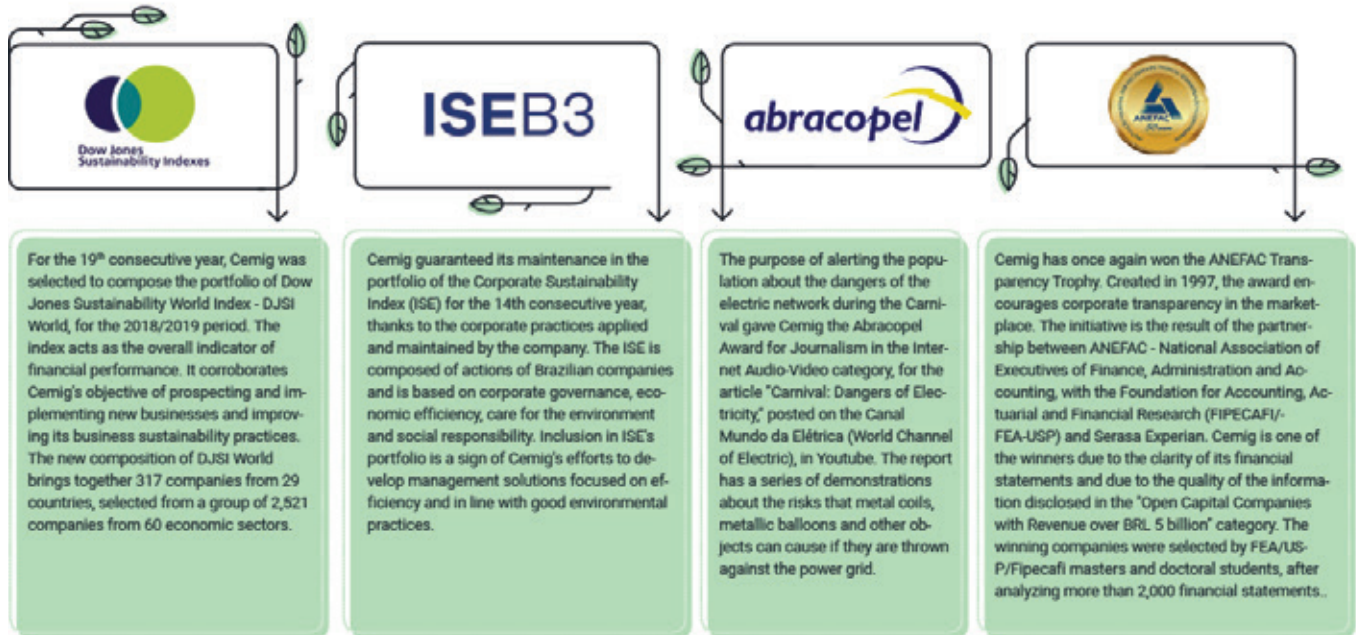 Dow Jones
Sustainability Indexes
ISEB3
abracopel
ANEFAC
For the 19th consecutive year, Cemig was
selected to compose the portfolio of Dow
Jones Sustainability World Index - DJSI
World, for the 2018/2019 period. The
index acts as the overall indicator of
financial performance. It corroborates
Cemig's objective of prospecting and im-
plementing new businesses and improv-
ing its business sustainability practices.
The new composition of DJSI World
brings together 317 companies from 29
countries, selected from a group of 2,521
companies from 60 economic sectors.
Cemig guaranteed its maintenance in the
portfolio of the Corporate Sustainability
Index (ISE) for the 14th consecutive year,
thanks to the corporate practices applied
and maintained by the company. The ISE is
composed of actions of Brazilian companies
and is based on corporate governance, eco-
nomic efficiency, care for the environment
and social responsibility. Inclusion in ISE's
portfolio is a sign of Cemig's efforts to de-
velop management solutions focused on ef-
ficiency and in line with good environmental
practices.
The purpose of alerting the popu-
lation about the dangers of the
electric network during the Carni-
val gave Cemig the Abracopel
Award for Journalism in the Inter-
net Audio-Video category, for the
article "Carnival: Dangers of Elec-
tricity," posted on the Canal
Mundo da Elétrica (World Channel
of Electric), in Youtube. The report
has a series of demonstrations
about the risks that metal coils,
metallic balloons and other ob-
jects can cause if they are thrown
against the power grid.
Cemig has once again won the ANEFAC Trans-
parency Trophy. Created in 1997, the award en-
courages corporate transparency in the market-
place. The initiative is the result of the partner-
ship between ANEFAC - National Association of
Executives of Finance, Administration and Ac-
counting, with the Foundation for Accounting, Ac-
tuarial and Financial Research (FIPECAFI/-
FEA-USP) and Serasa Experian. Cemig is one of
the winners due to the clarity of its financial
statements and due to the quality of the informa-
tion disclosed in the "Open Capital Companies
with Revenue over BRL 5 billion" category. The
winning companies were selected by FEA/US-
P/Fipecafi masters and doctoral students, after
analyzing more than 2,000 financial statements..